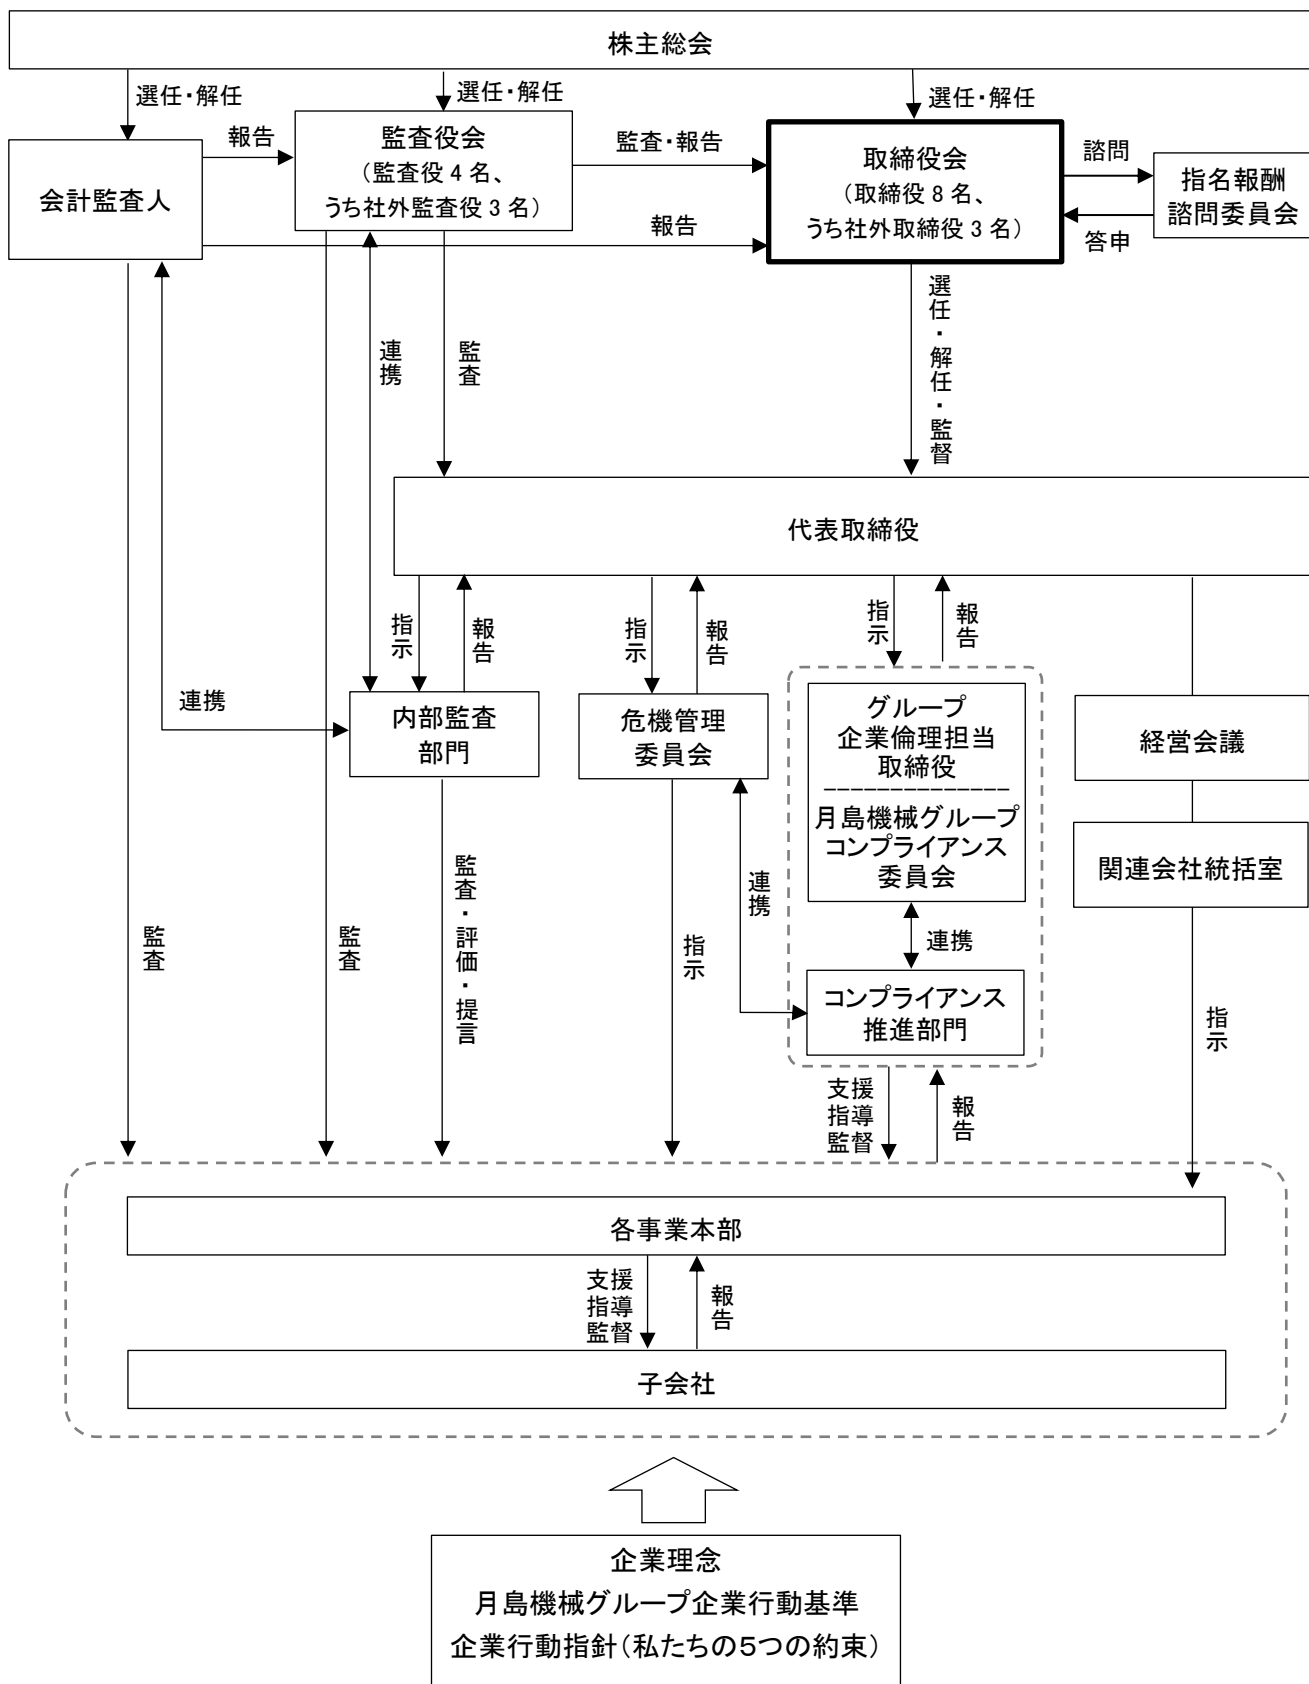 株主総会
選任・解任
選任・解任
選任・解任
会計監査人
報告
監査役会
（監査役 4 名、
うち社外監査役 3 名）
監査・報告
報告
取締役会
（取締役 8 名、
うち社外取締役 3 名）
諮問
答申
指名報酬
諮問委員会
連携
監査
選任・解任・監督
代表取締役
指示
報告
指示
報告
指示
報告
連携
内部監査
部門
危機管理
委員会
グループ
企業倫理担当
取締役
月島機械グループ
コンプライアンス
委員会
経営会議
関連会社統括室
連携
連携
コンプライアンス
推進部門
監査
監査
監査・評価・提言
指示
支援
指導
監督
報告
指示
各事業本部
支援
指導
監督
報告
子会社
企業理念
月島機械グループ企業行動基準
企業行動指針（私たちの５つの約束）